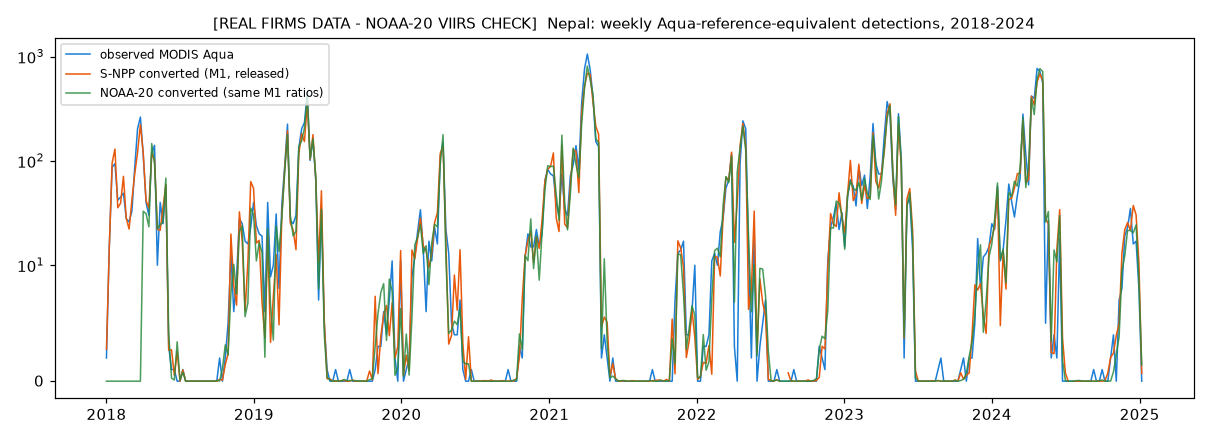 [REAL FIRMS DATA - NOAA-20 VIIRS CHECK]  Nepal: weekly Aqua-reference-equivalent detections, 2018-2024
observed MODIS Aqua
S-NPP converted (M1, released)
NOAA-20 converted (same M1 ratios)
10³
10²
10¹
0
2018 2019 2020 2021 2022 2023 2024 2025